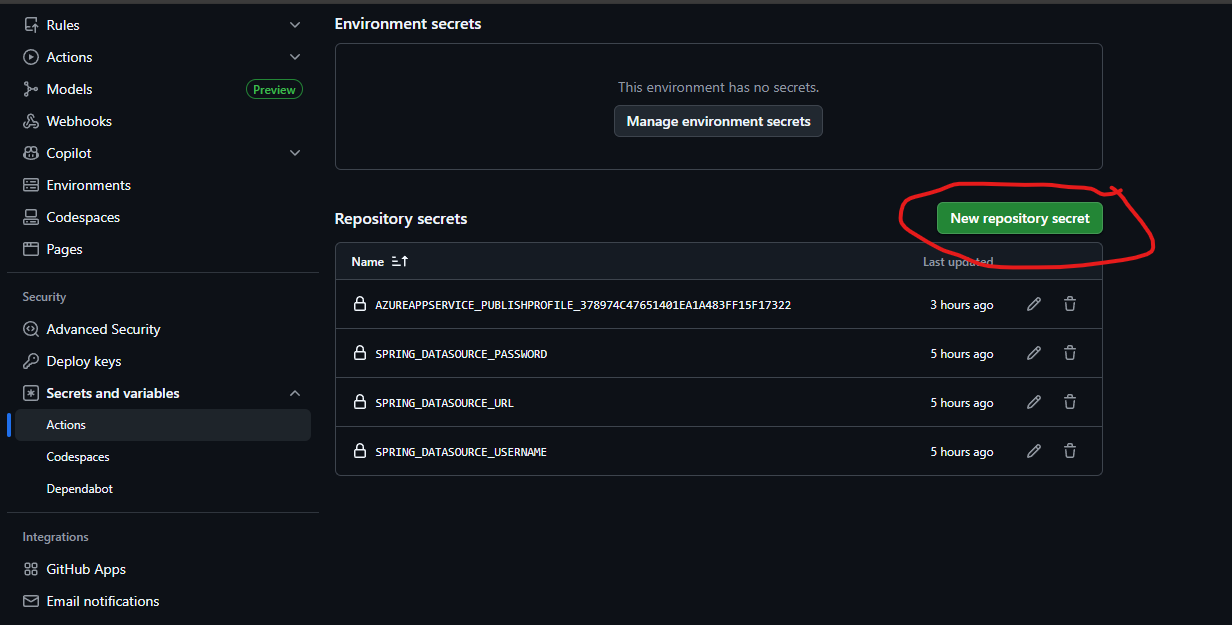 Rules
Actions
Models
Preview
Webhooks
Copilot
Environments
Codespaces
Pages
Security
Advanced Security
Deploy keys
Secrets and variables
Actions
Codespaces
Dependabot
Integrations
GitHub Apps
Email notifications
Environment secrets
This environment has no secrets.
Manage environment secrets
Repository secrets
New repository secret
Name
Last updated
AZUREAPPSERVICE_PUBLISHPROFILE_378974C47651401EA1A483FF15F17322
3 hours ago
SPRING_DATASOURCE_PASSWORD
5 hours ago
SPRING_DATASOURCE_URL
5 hours ago
SPRING_DATASOURCE_USERNAME
5 hours ago